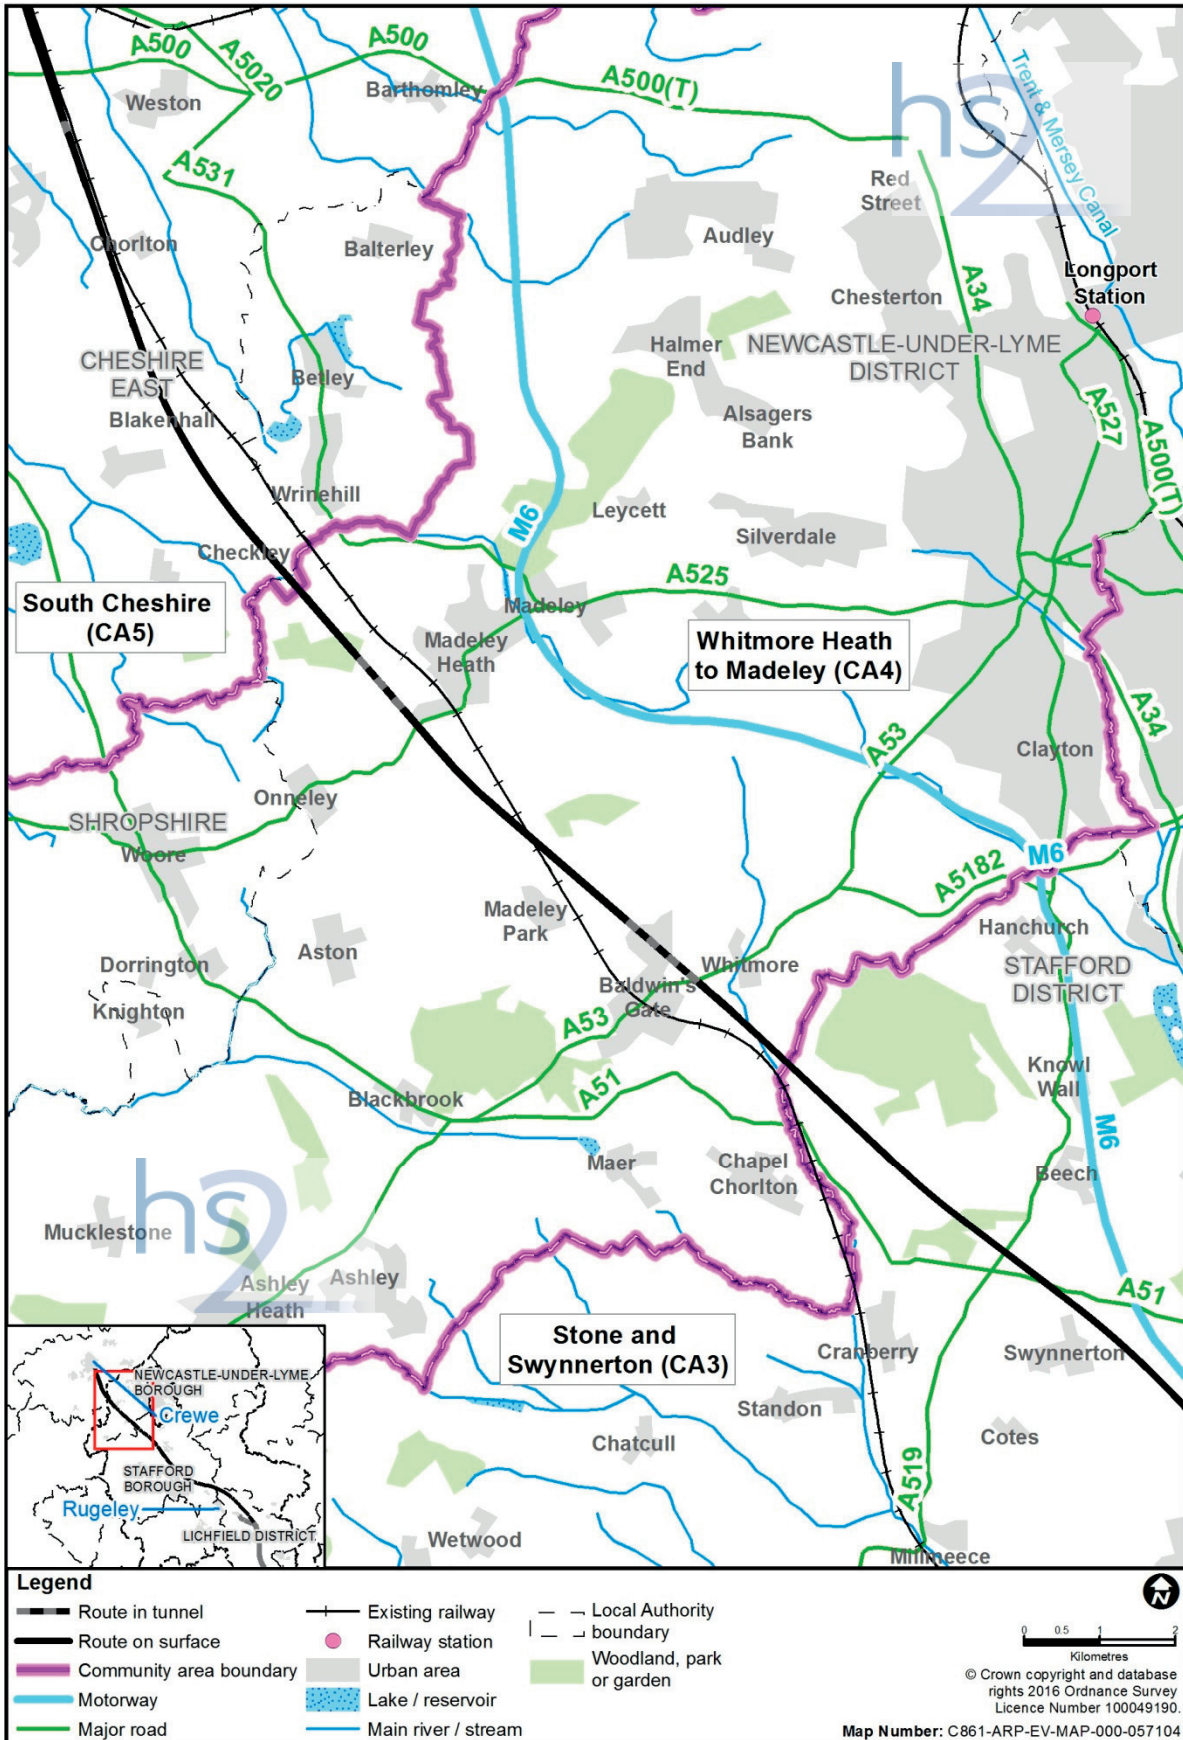 A500
A5020
A500
A500(T)
Weston
Barthomley
hs2
Trent & Mersey Canal
A531
Red
Street
Chorlton
Balterley
Audley
Longport
Station
A34
Chesterton
CHESHIRE
EAST
Betley
Halmer
End
NEWCASTLE-UNDER-LYME
DISTRICT
Blakenhall
Alsagers
Bank
A527
A500(T)
Wrinehill
Leycett
M6
Silverdale
Checkley
South Cheshire
(CA5)
A525
Madeley
Madeley
Heath
Whitmore Heath
to Madeley (CA4)
A34
A53
Clayton
Onneley
SHROPSHIRE
Woore
M6
A5182
Madeley
Park
Hanchurch
Aston
Dorrington
Whitmore
STAFFORD
DISTRICT
Baldwin's
Gate
Knighton
A53
Knowl
Wall
A51
Blackbrook
M6
Maer
Chapel
Chorlton
Beech
hs2
Mucklestone
Ashley
Heath
Ashley
A51
Stone and
Swynnerton (CA3)
Cranberry
Swynnerton
NEWCASTLE-UNDER-LYME
BOROUGH
Crewe
Standon
Chatcull
Cotes
STAFFORD
BOROUGH
A519
Rugeley
LICHFIELD DISTRICT
Wetwood
Millmeece
Legend
Route in tunnel
Route on surface
Community area boundary
Motorway
Major road
Existing railway
Railway station
Urban area
Lake / reservoir
Main river / stream
Local Authority
boundary
Woodland, park
or garden
N
0 0.5 1 2
Kilometres
© Crown copyright and database
rights 2016 Ordnance Survey
Licence Number 100049190.
Map Number: C861-ARP-EV-MAP-000-057104